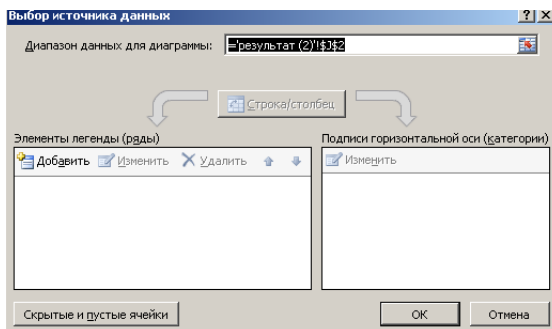 Выбор источника данных
Диапазон данных для диаграммы: ='результат (2)'!$J$2
Строка/столбец
Элементы легенды (ряды)
Подписи горизонтальной оси (категории)
Добавить Изменить Удалить
Изменить
Скрытые и пустые ячейки
ОК
Отмена